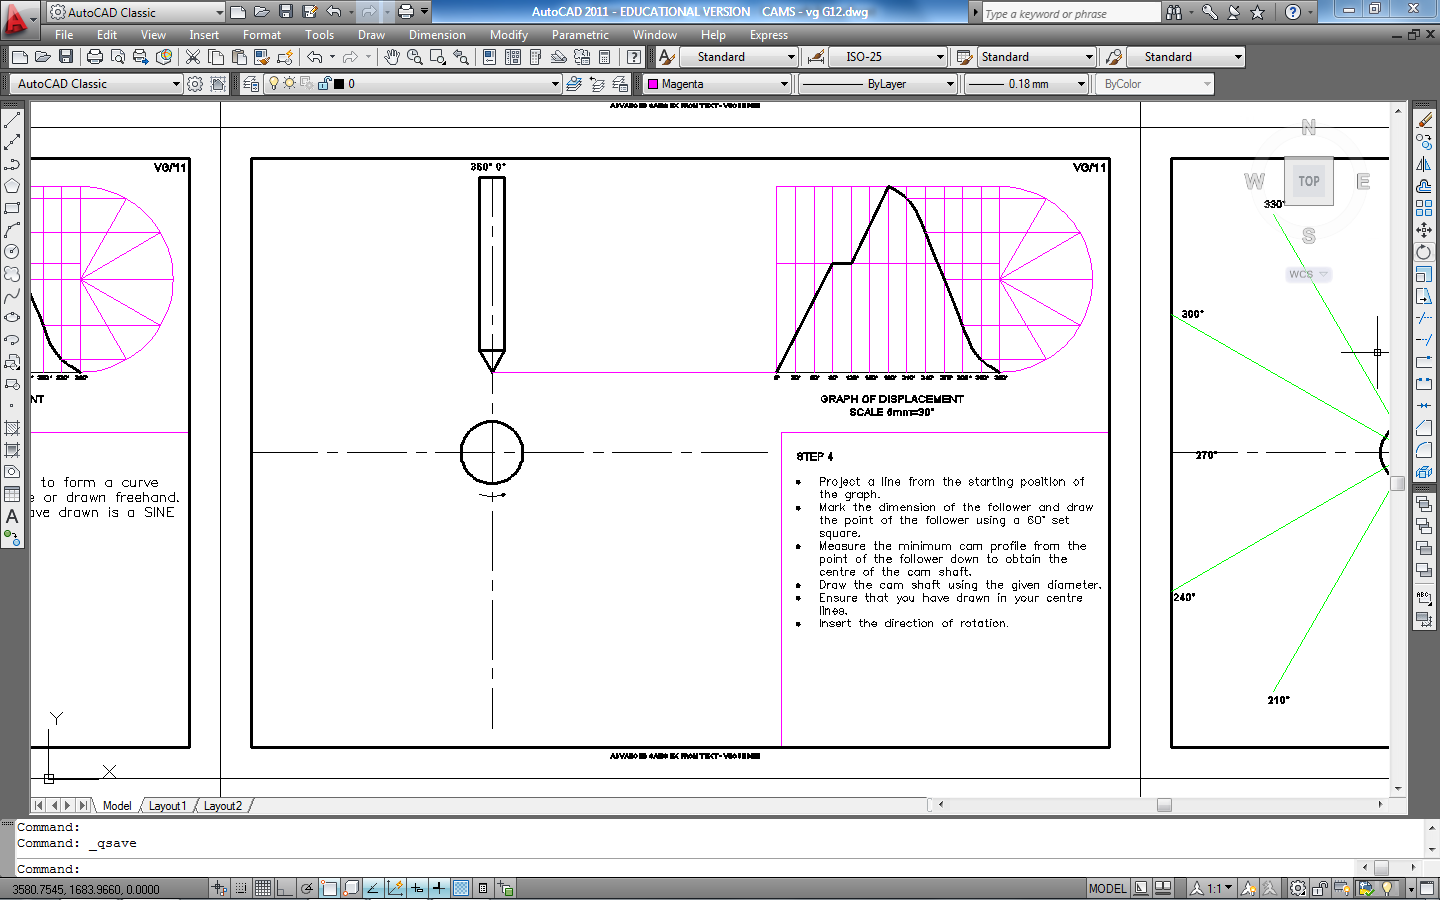 AutoCAD Classic
AutoCAD 2011 - EDUCATIONAL VERSION CAMS - vg G12.dwg
Type a keyword or phrase
File Edit View Insert Format Tools Draw Dimension Modify Parametric Window Help Express
Standard ISO-25 Standard Standard
AutoCAD Classic 0 Magenta ByLayer 0.18 mm ByColor
VG/11
360° 0°
VG/11
N
W TOP E
S
WCS
330°
300°
270°
240°
210°
NT
GRAPH OF DISPLACEMENT
SCALE 6mm=30°
to form a curve
or drawn freehand.
ave drawn is a SINE
STEP 4
• Project a line from the starting position of
the graph.
• Mark the dimension of the follower and draw
the point of the follower using a 60° set
square.
• Measure the minimum cam profile from the
point of the follower down to obtain the
centre of the cam shaft.
• Draw the cam shaft using the given diameter.
• Ensure that you have drawn in your centre
lines.
• Insert the direction of rotation.
Y
X
A
ABC
Model Layout1 Layout2
Command:
Command: _qsave
Command:
3580.7545, 1683.9660, 0.0000
MODEL 1:1